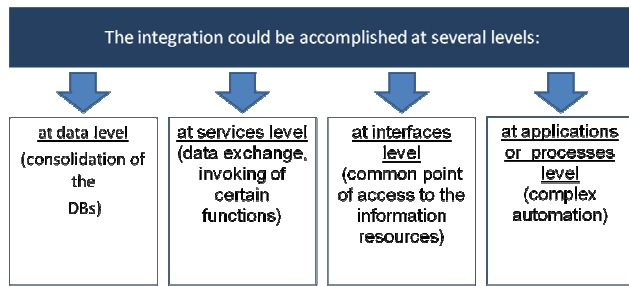 The integration could be accomplished at several levels:
at data level
(consolidation of
the
DBs)
at services level
(data exchange,
invoking of
certain
functions)
at interfaces
level
(common point
of access to the
information
resources)
at applications
or processes
level
(complex
automation)